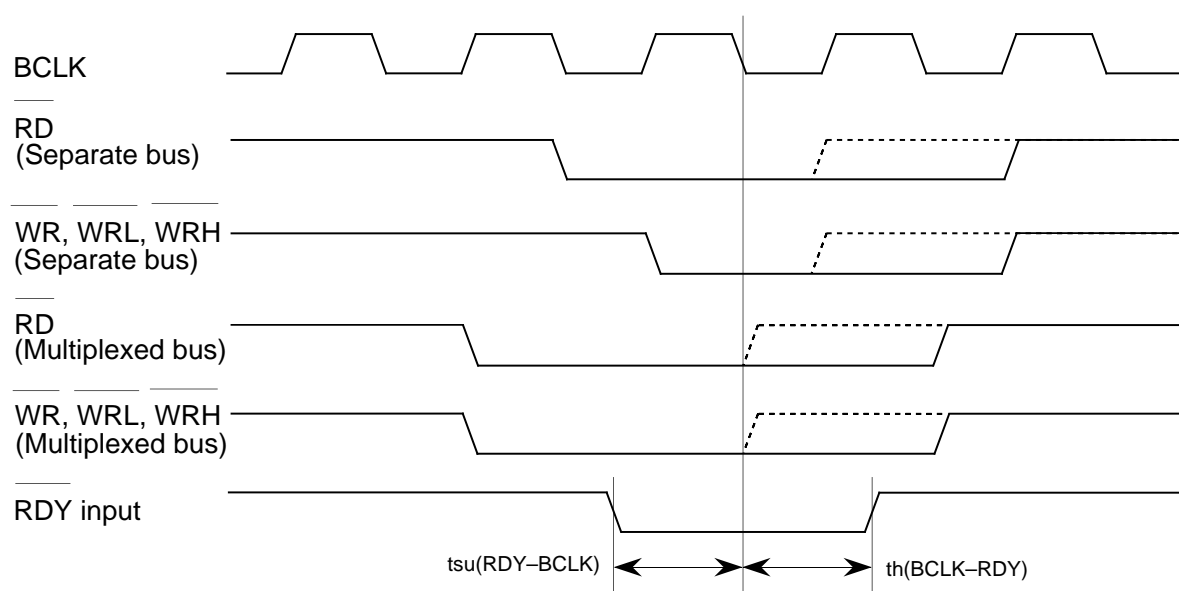 BCLK
RD
(Separate bus)
WR, WRL, WRH
(Separate bus)
RD
(Multiplexed bus)
WR, WRL, WRH
(Multiplexed bus)
RDY input
tsu(RDY–BCLK)
th(BCLK–RDY)